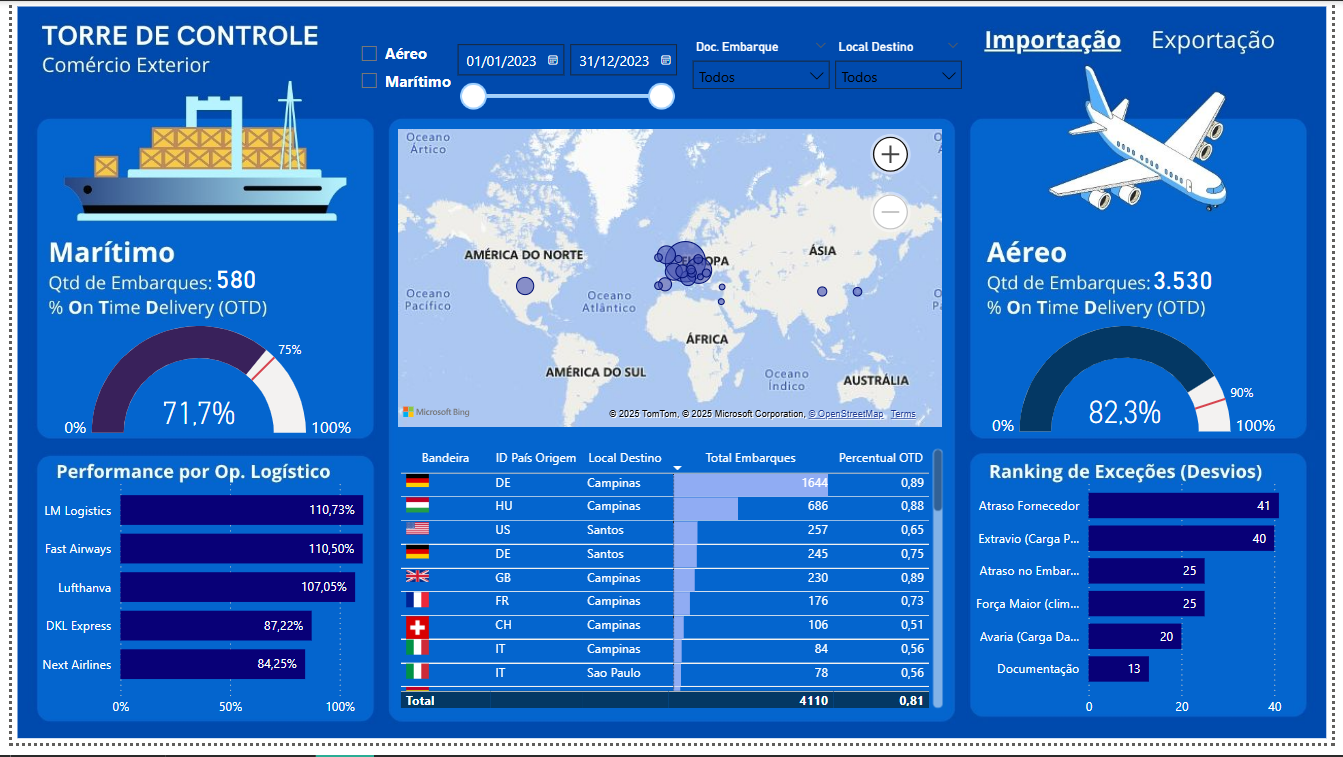 TORRE DE CONTROLE
Comércio Exterior
Aéreo
Marítimo
01/01/2023
31/12/2023
Doc. Embarque
Todos
Local Destino
Todos
Importação
Exportação
Marítimo
Qtd de Embarques: 580
% On Time Delivery (OTD)
75%
71,7%
0%
100%
Oceano
Ártico
AMÉRICA DO NORTE
ÁSIA
Oceano
Pacífico
Oceano
Atlântico
ÁFRICA
AMÉRICA DO SUL
Oceano
Índico
AUSTRÁLIA
Microsoft Bing
© 2025 TomTom, © 2025 Microsoft Corporation, © OpenStreetMap Terms
Aéreo
Qtd de Embarques: 3.530
% On Time Delivery (OTD)
90%
82,3%
0%
100%
Performance por Op. Logístico
LM Logistics 110,73%
Fast Airways 110,50%
Lufthanva 107,05%
DKL Express 87,22%
Next Airlines 84,25%
0% 50% 100%
Bandeira ID País Origem Local Destino Total Embarques Percentual OTD
DE Campinas 1644 0,89
HU Campinas 686 0,88
US Santos 257 0,65
DE Santos 245 0,75
GB Campinas 230 0,89
FR Campinas 176 0,73
CH Campinas 106 0,51
IT Campinas 84 0,56
IT Sao Paulo 78 0,56
Total 4110 0,81
Ranking de Exceções (Desvios)
Atraso Fornecedor 41
Extravio (Carga P... 40
Atraso no Embar... 25
Força Maior (clim... 25
Avaria (Carga Da... 20
Documentação 13
0 20 40